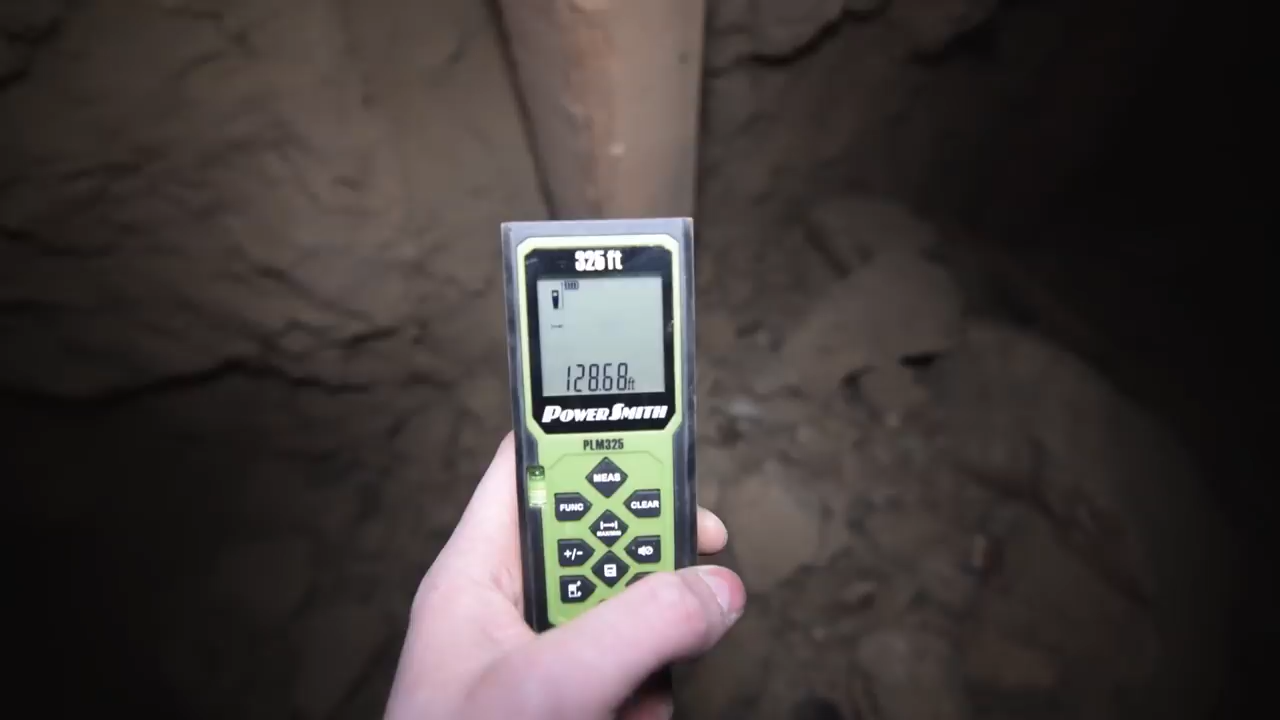 325 ft
128.68ft
POWERSMITH
PLM325
MEAS
FUNC
CLEAR
+/-